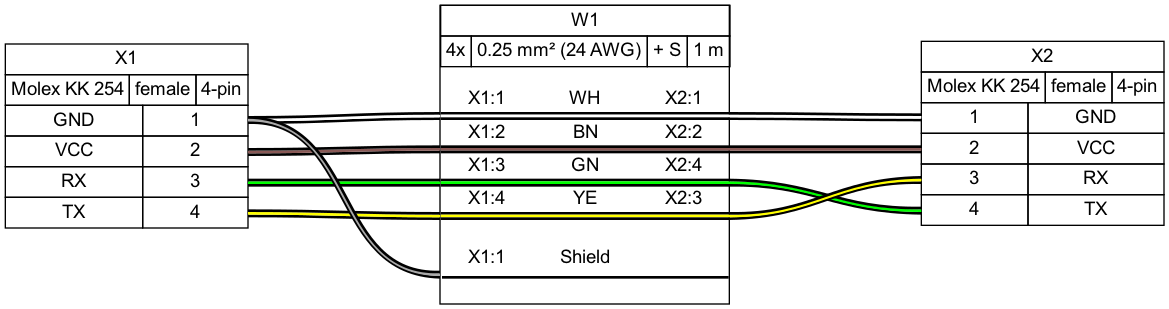 X1
Molex KK 254 female 4-pin
GND 1
VCC 2
RX 3
TX 4
W1
4x 0.25 mm² (24 AWG) + S 1 m
X1:1 WH X2:1
X1:2 BN X2:2
X1:3 GN X2:4
X1:4 YE X2:3
X1:1 Shield
X2
Molex KK 254 female 4-pin
1 GND
2 VCC
3 RX
4 TX